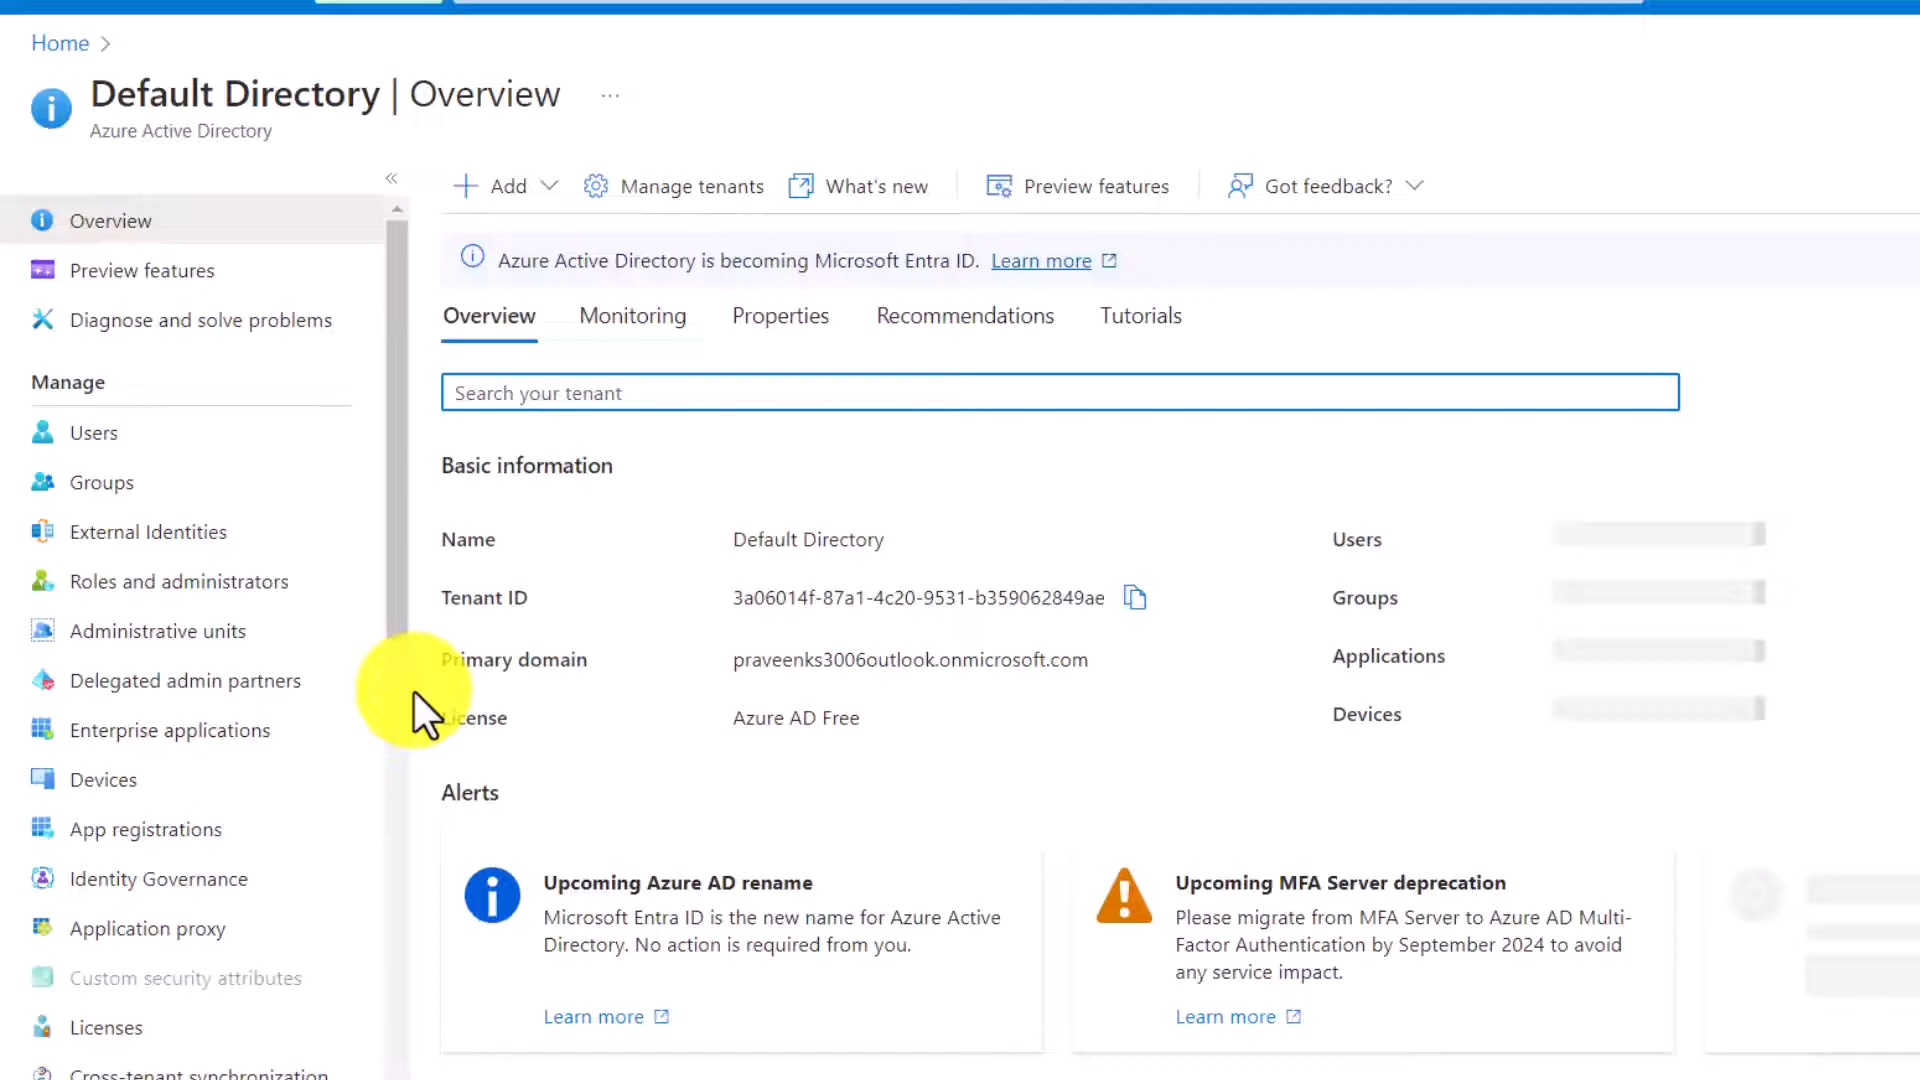 Home
Default Directory | Overview ...
Azure Active Directory
«
Add
Manage tenants
What's new
Preview features
Got feedback?
Overview
Preview features
Diagnose and solve problems
Manage
Users
Groups
External Identities
Roles and administrators
Administrative units
Delegated admin partners
Enterprise applications
Devices
App registrations
Identity Governance
Application proxy
Custom security attributes
Licenses
Cross-tenant synchronization
Azure Active Directory is becoming Microsoft Entra ID. Learn more
Overview
Monitoring
Properties
Recommendations
Tutorials
Search your tenant
Basic information
Name
Default Directory
Users
Tenant ID
3a06014f-87a1-4c20-9531-b359062849ae
Groups
Primary domain
praveenks3006outlook.onmicrosoft.com
Applications
License
Azure AD Free
Devices
Alerts
Upcoming Azure AD rename
Microsoft Entra ID is the new name for Azure Active
Directory. No action is required from you.
Learn more
Upcoming MFA Server deprecation
Please migrate from MFA Server to Azure AD Multi-
Factor Authentication by September 2024 to avoid
any service impact.
Learn more